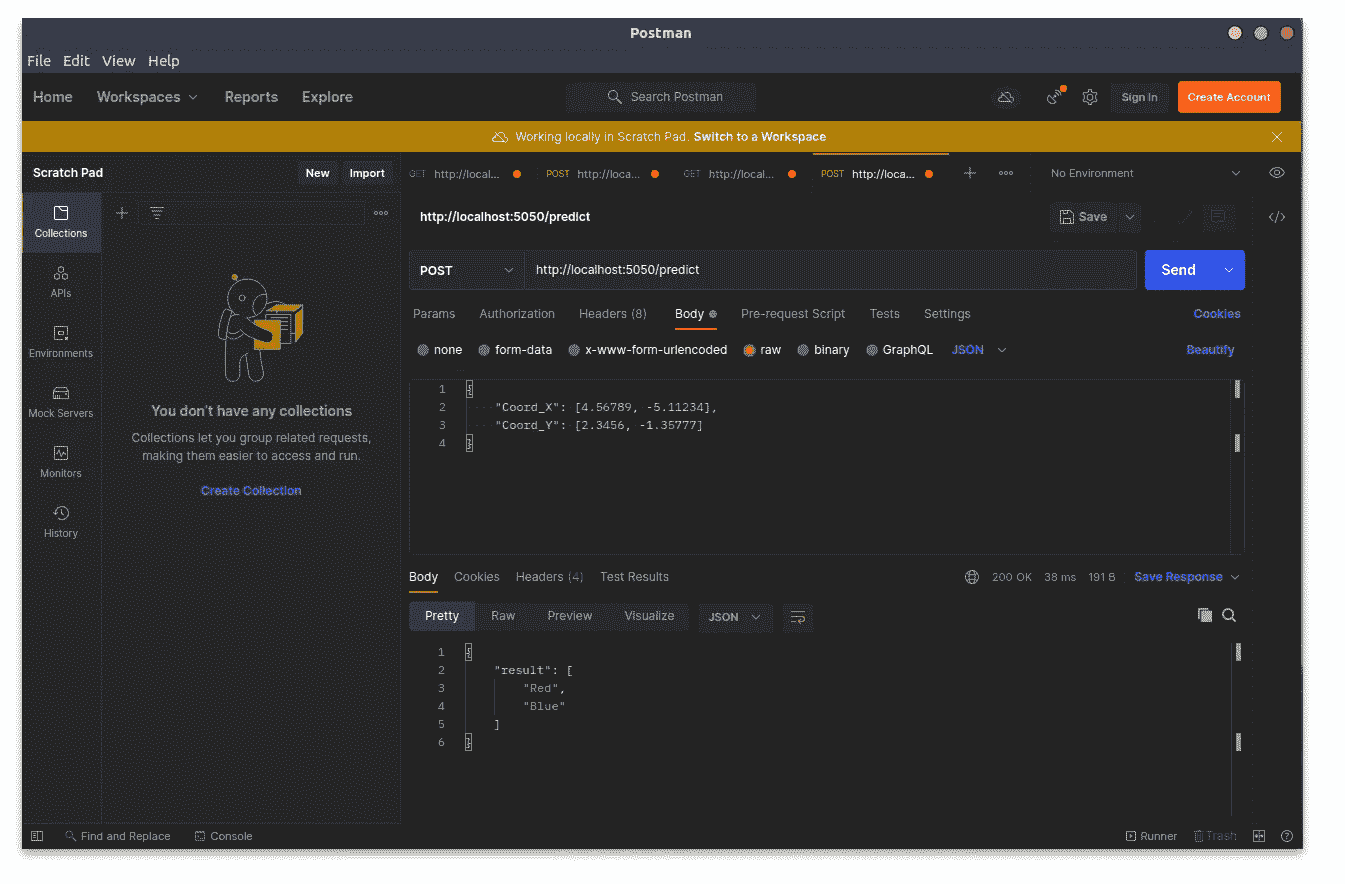 Postman
File Edit View Help
Home Workspaces Reports Explore Search Postman Sign In Create Account
Working locally in Scratch Pad. Switch to a Workspace
Scratch Pad New Import
GET http://local... POST http://loca... GET http://local... POST http://loca... No Environment
Collections
APIs
Environments
Mock Servers
Monitors
History
You don't have any collections
Collections let you group related requests,
making them easier to access and run.
Create Collection
http://localhost:5050/predict Save
POST http://localhost:5050/predict Send
Params Authorization Headers (8) Body Pre-request Script Tests Settings Cookies
none form-data x-www-form-urlencoded raw binary GraphQL JSON Beautify
1 {
2 "Coord_X": [4.56789, -5.11234],
3 "Coord_Y": [2.3456, -1.35777]
4 }
Body Cookies Headers (4) Test Results 200 OK 38 ms 191 B Save Response
Pretty Raw Preview Visualize JSON
1 {
2 "result": [
3 "Red",
4 "Blue"
5 ]
6 }
Find and Replace Console Runner Trash